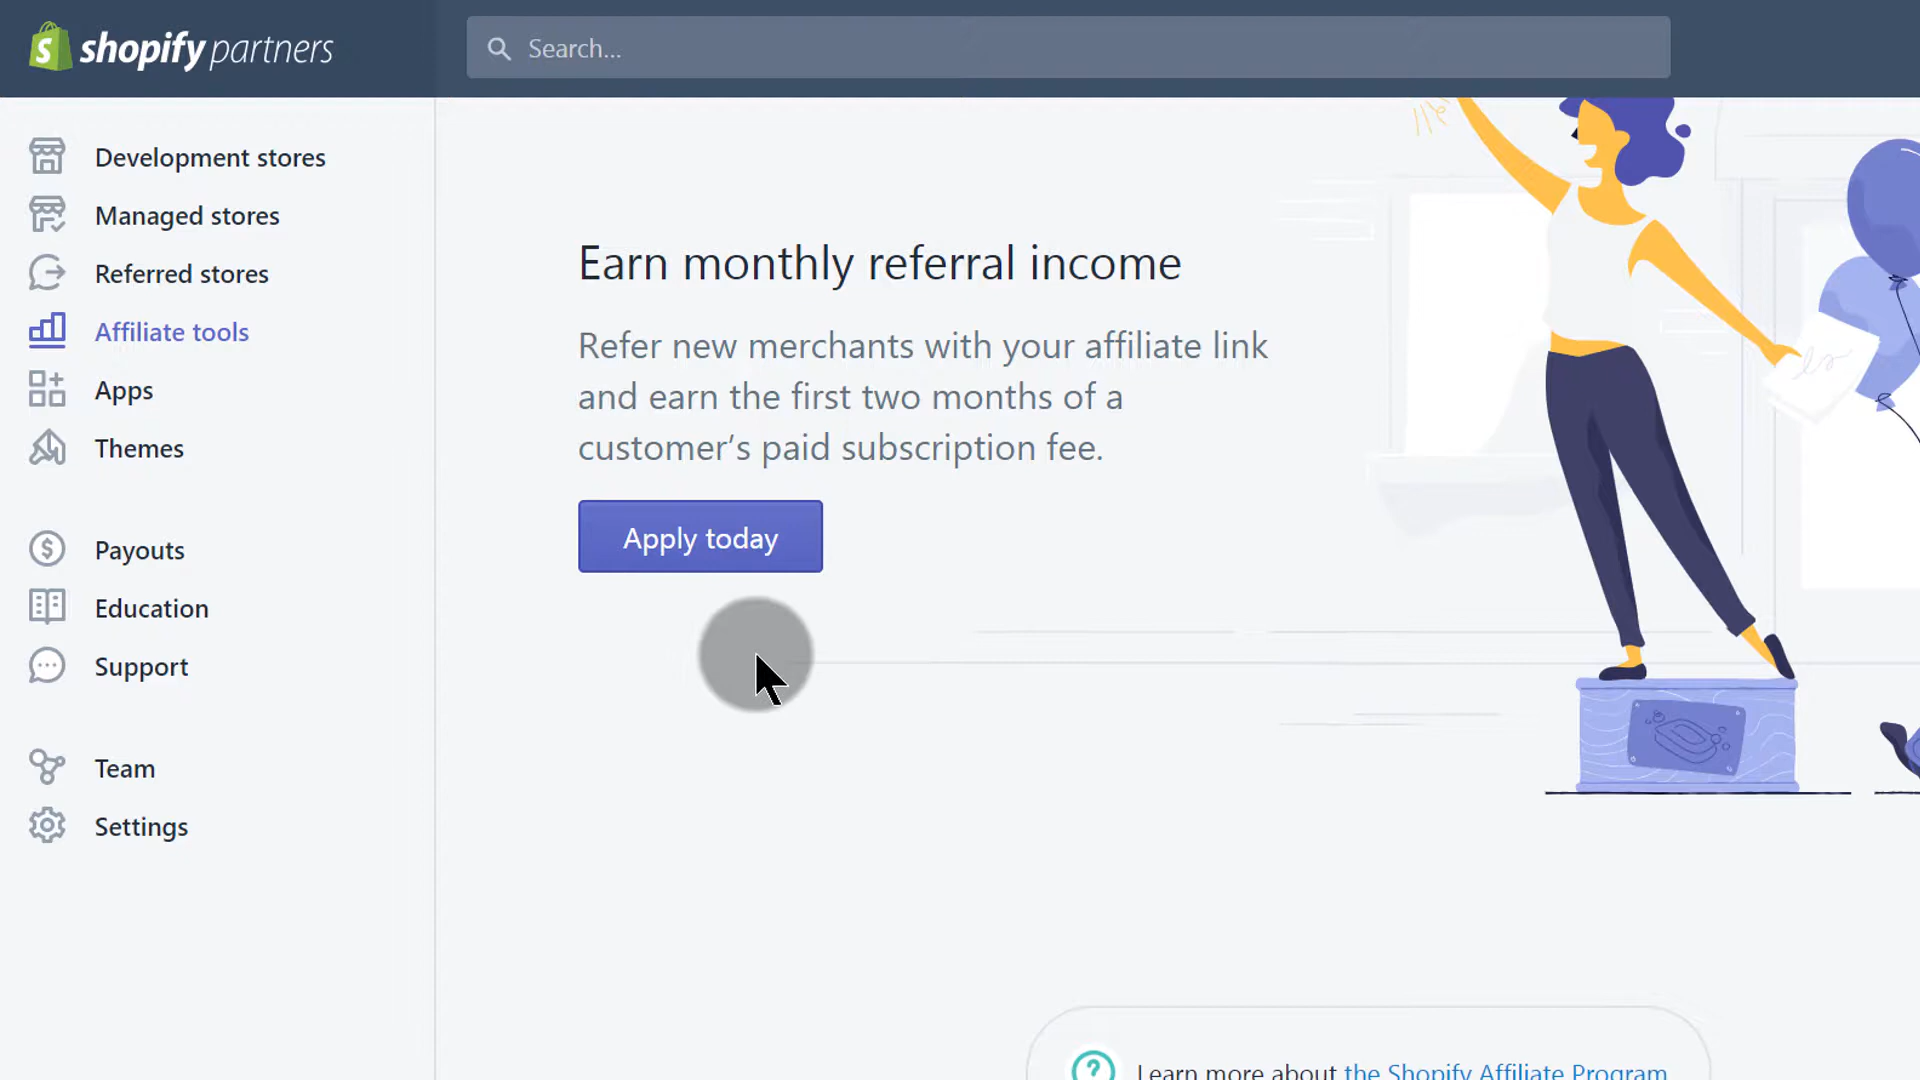 shopify partners
Search...
Development stores
Managed stores
Referred stores
Affiliate tools
Apps
Themes
Payouts
Education
Support
Team
Settings
Earn monthly referral income
Refer new merchants with your affiliate link
and earn the first two months of a
customer’s paid subscription fee.
Apply today
Learn more about the Shopify Affiliate Program